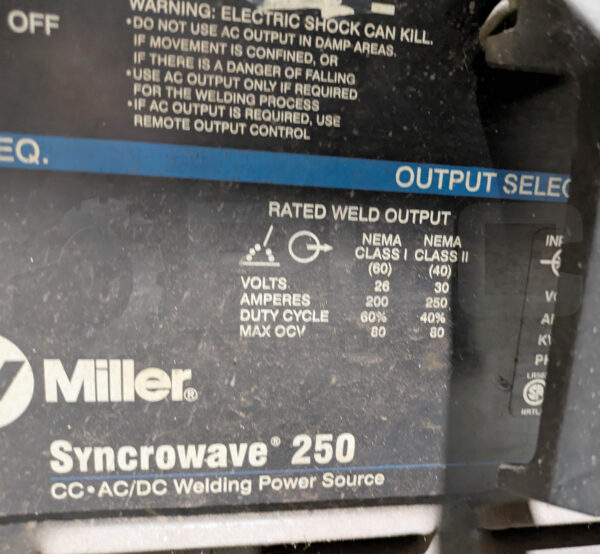 OFF
WARNING: ELECTRIC SHOCK CAN KILL.
•DO NOT USE AC OUTPUT IN DAMP AREAS,
IF MOVEMENT IS CONFINED, OR
IF THERE IS A DANGER OF FALLING
•USE AC OUTPUT ONLY IF REQUIRED
FOR THE WELDING PROCESS
•IF AC OUTPUT IS REQUIRED, USE
REMOTE OUTPUT CONTROL
EQ.
OUTPUT SELEC
RATED WELD OUTPUT
NEMA NEMA
CLASS I CLASS II
(60) (40)
VOLTS 26 30
AMPERES 200 250
DUTY CYCLE 60% 40%
MAX OCV 80 80
Miller®
Syncrowave® 250
CC•AC/DC Welding Power Source